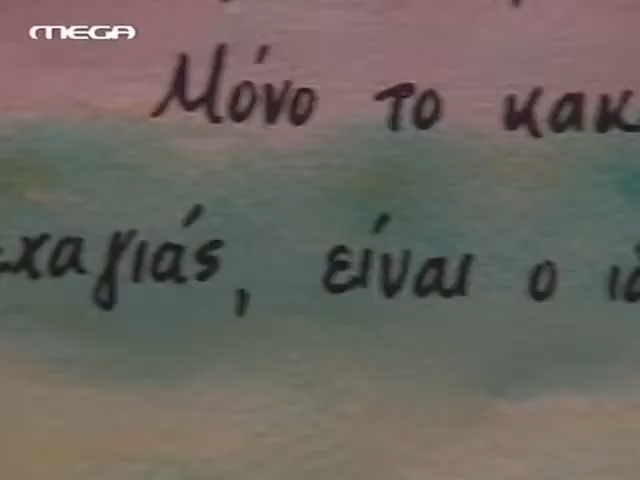 MEGA
Μόνο το κακ
χαγιάς, είναι ο ιδ